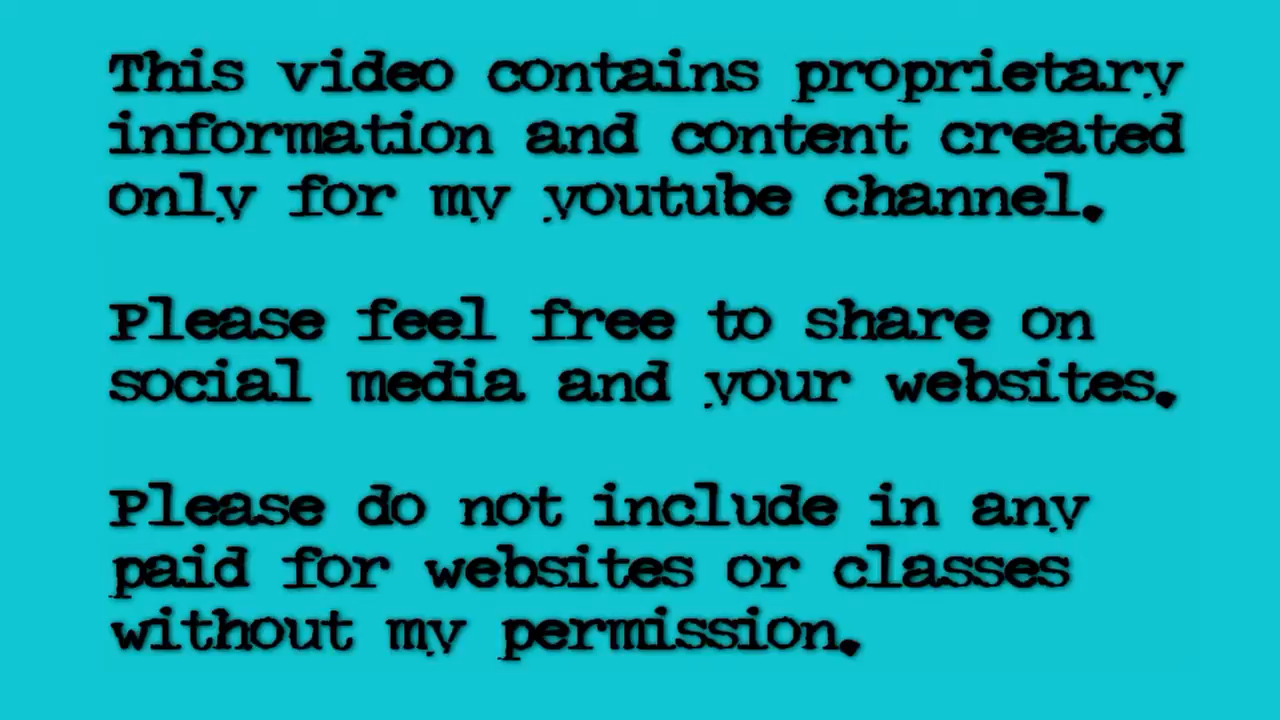 This video contains proprietary
information and content created
only for my youtube channel.
Please feel free to share on
social media and your websites.
Please do not include in any
paid for websites or classes
without my permission.